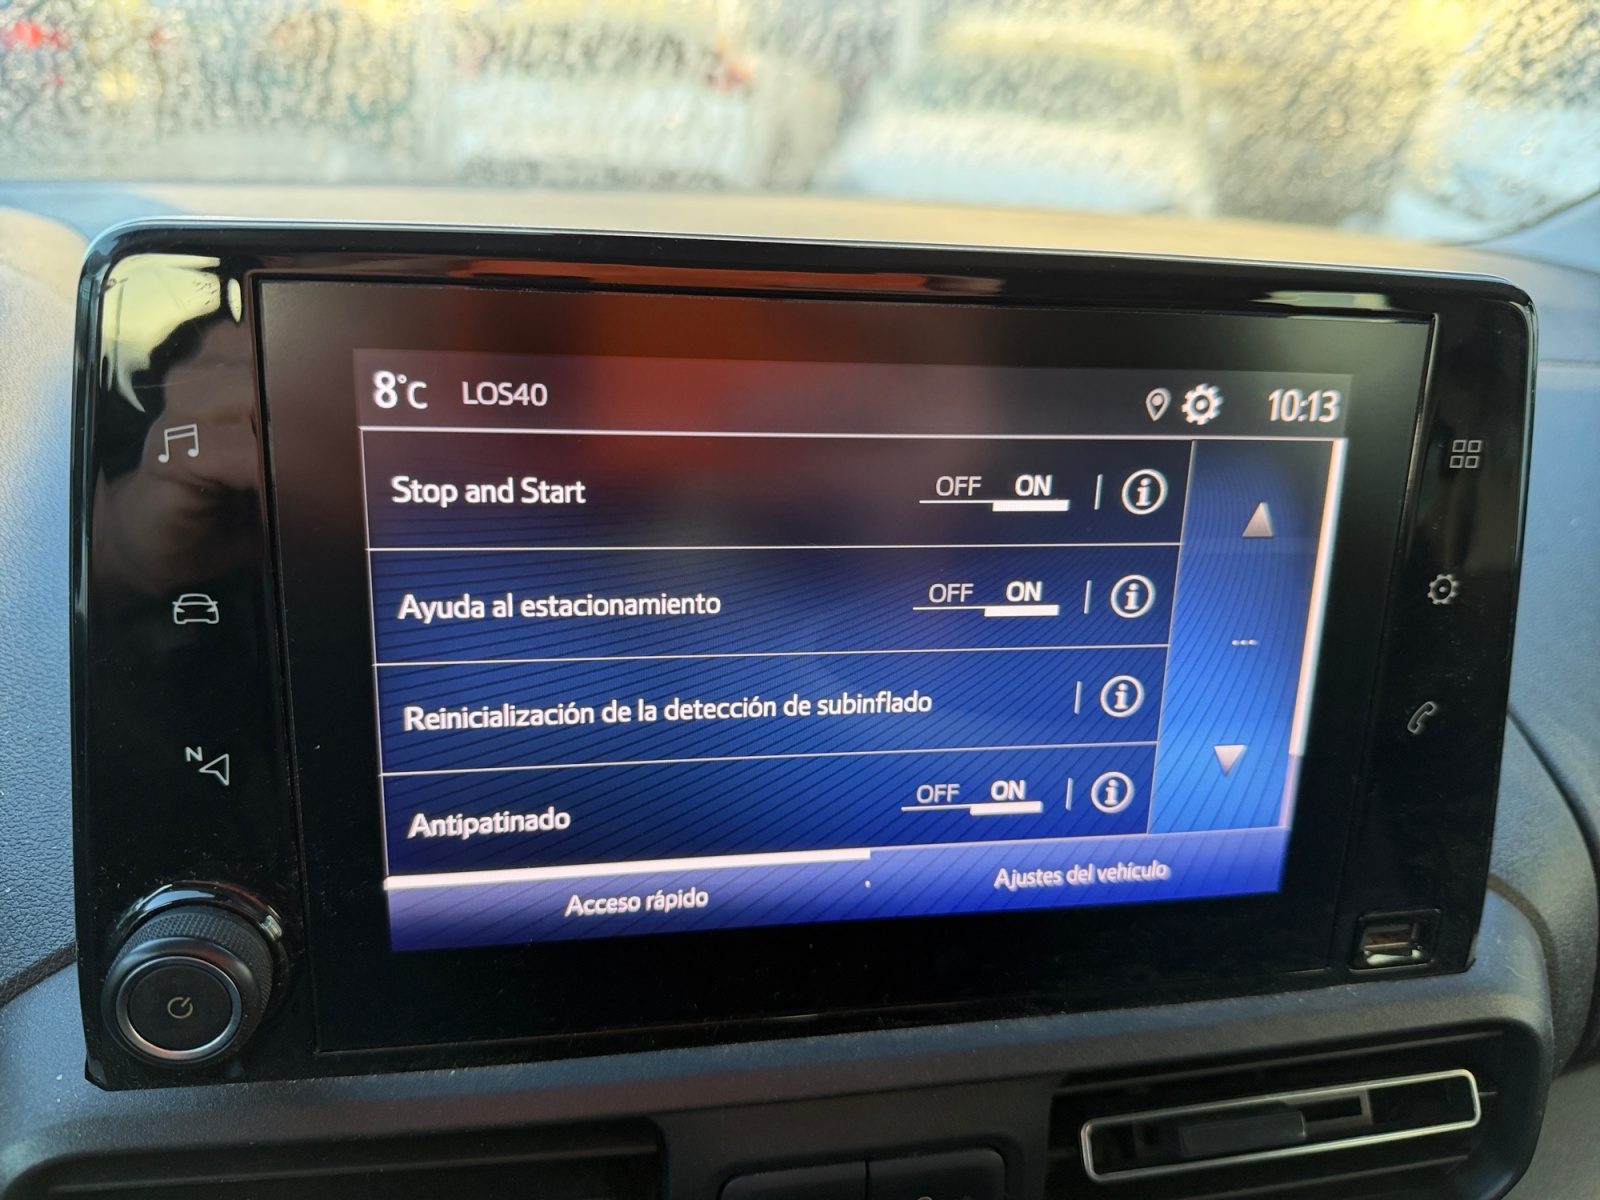 8°C LOS40 10:13
Stop and Start OFF ON
Ayuda al estacionamiento OFF ON
Reinicialización de la detección de subinflado
Antipatinado OFF ON
Acceso rápido Ajustes del vehículo
N